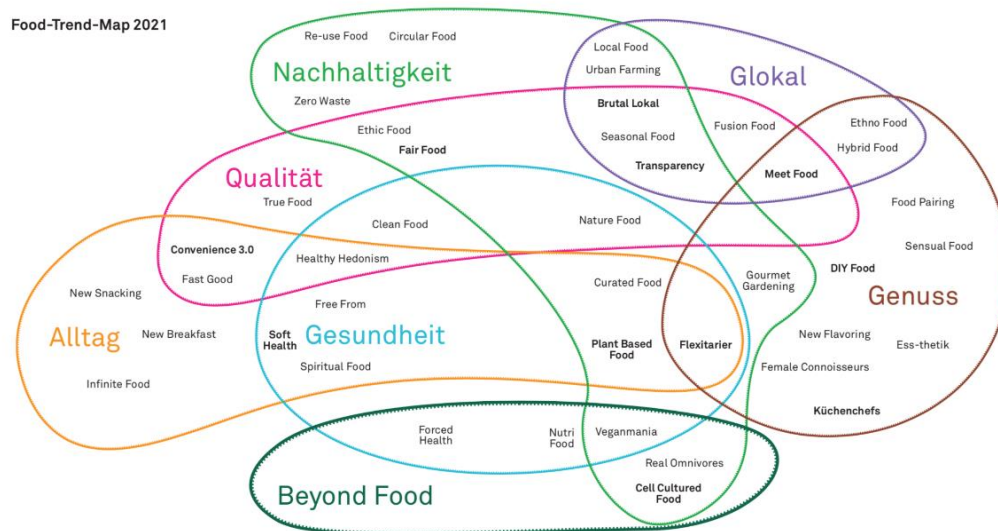 Food-Trend-Map 2021
Re-use Food
Circular Food
Nachhaltigkeit
Zero Waste
Ethic Food
Fair Food
Local Food
Urban Farming
Glokal
Brutal Lokal
Seasonal Food
Fusion Food
Transparency
Meet Food
Ethno Food
Hybrid Food
Qualität
True Food
Clean Food
Nature Food
Food Pairing
Sensual Food
Convenience 3.0
Fast Good
Healthy Hedonism
Curated Food
Gourmet
Gardening
DIY Food
Genuss
New Snacking
Free From
Alltag
New Breakfast
Soft
Health
Gesundheit
Plant Based
Food
Flexitarier
New Flavoring
Ess-thetik
Infinite Food
Spiritual Food
Female Connoisseurs
Küchenchefs
Forced
Health
Nutri
Food
Veganmania
Real Omnivores
Beyond Food
Cell Cultured
Food